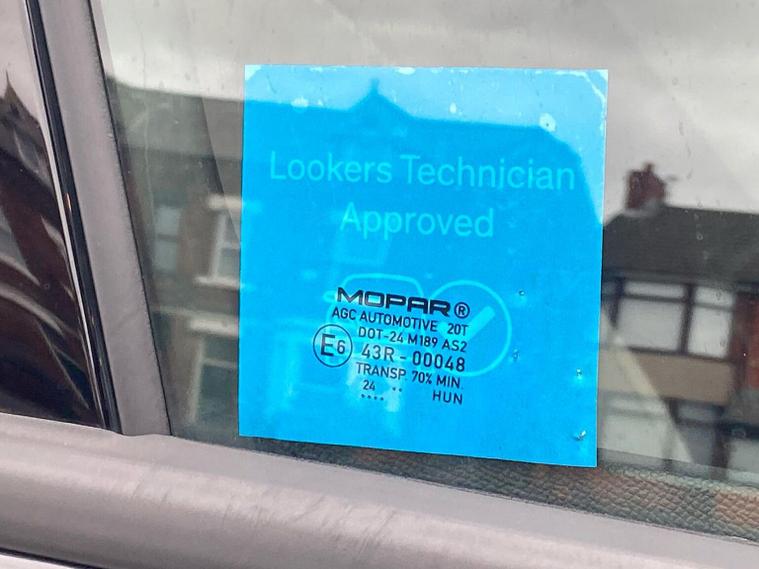 Lookers Technician
Approved
MOPAR®
AGC AUTOMOTIVE 20T
DOT-24 M189 AS2
E6 43R-00048
TRANSP. 70% MIN.
24 .. HUN
....